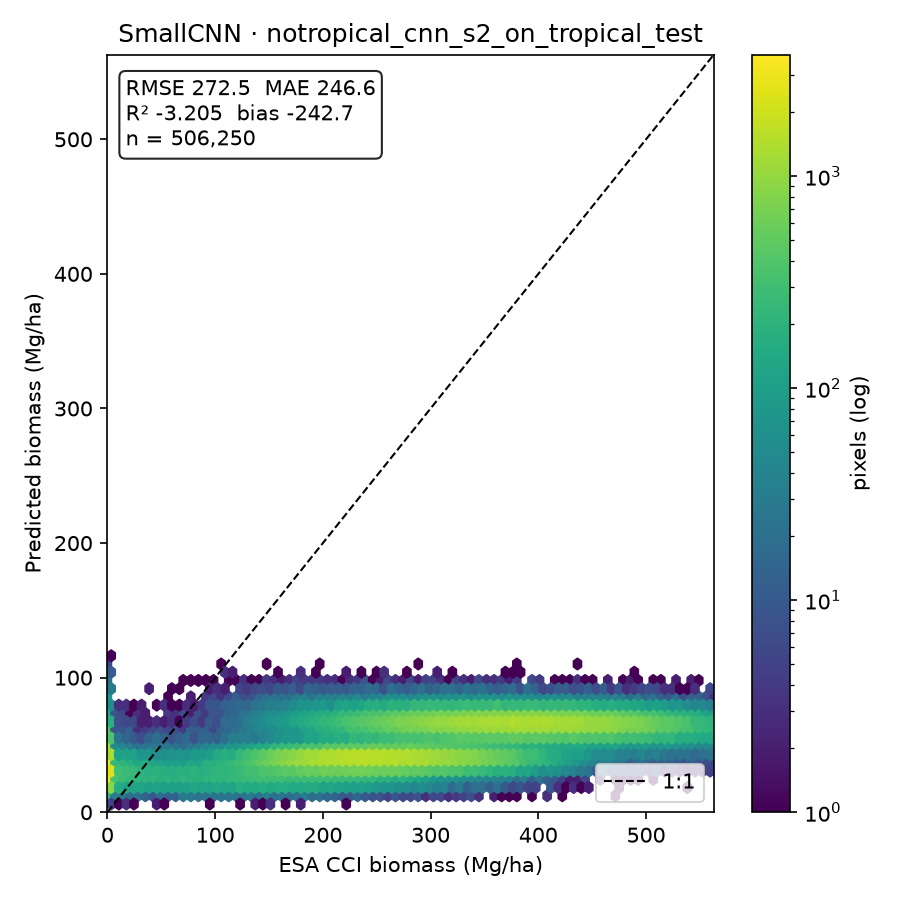 SmallCNN · notropical_cnn_s2_on_tropical_test
RMSE 272.5  MAE 246.6
R² -3.205  bias -242.7
n = 506,250
500
400
300
200
100
0
Predicted biomass (Mg/ha)
0 100 200 300 400 500
ESA CCI biomass (Mg/ha)
1:1
10³
10²
10¹
10⁰
pixels (log)